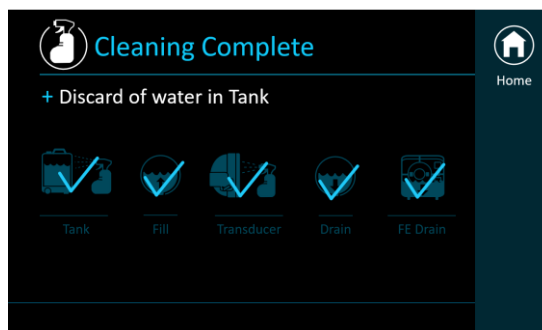 Cleaning Complete
Home
+ Discard of water in Tank
Tank Fill Transducer Drain FE Drain